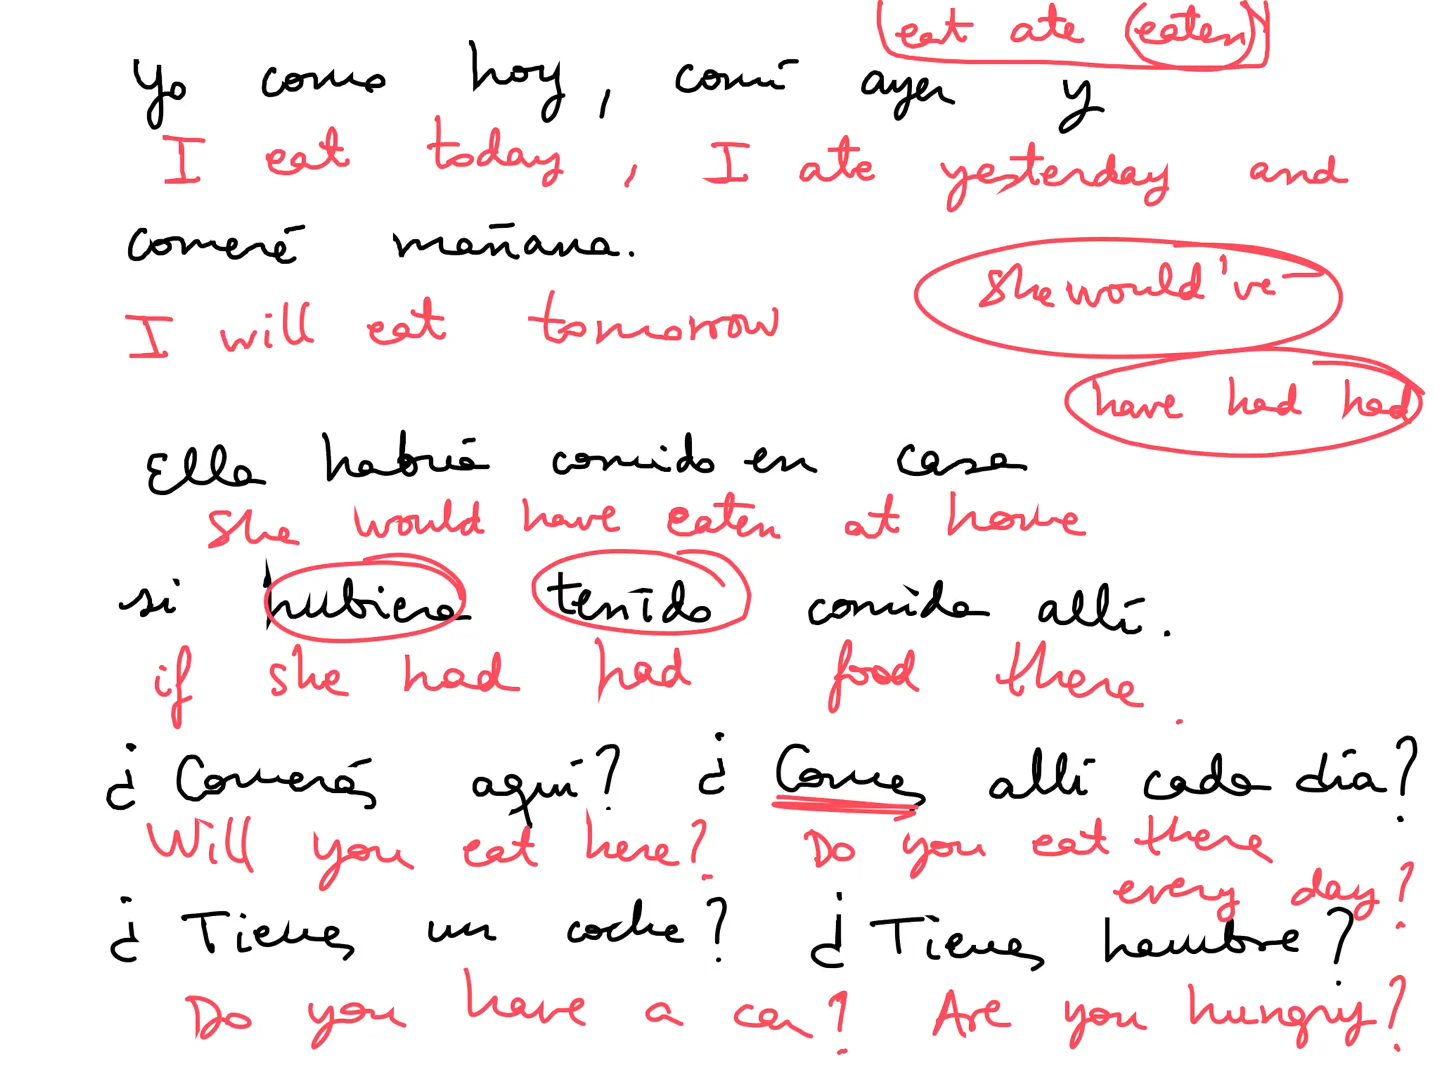 eat ate eaten
Yo como hoy, comí ayer y
I eat today, I ate yesterday and
comeré mañana.
I will eat tomorrow
She would've
have had had
Ella habría comido en casa
She would have eaten at home
si hubiera tenido comida allí.
if she had had food there.
¿Comerás aquí? ¿Comes allí cada día?
Will you eat here? Do you eat there
every day?
¿Tienes un coche? ¿Tienes hambre?
Do you have a car? Are you hungry?